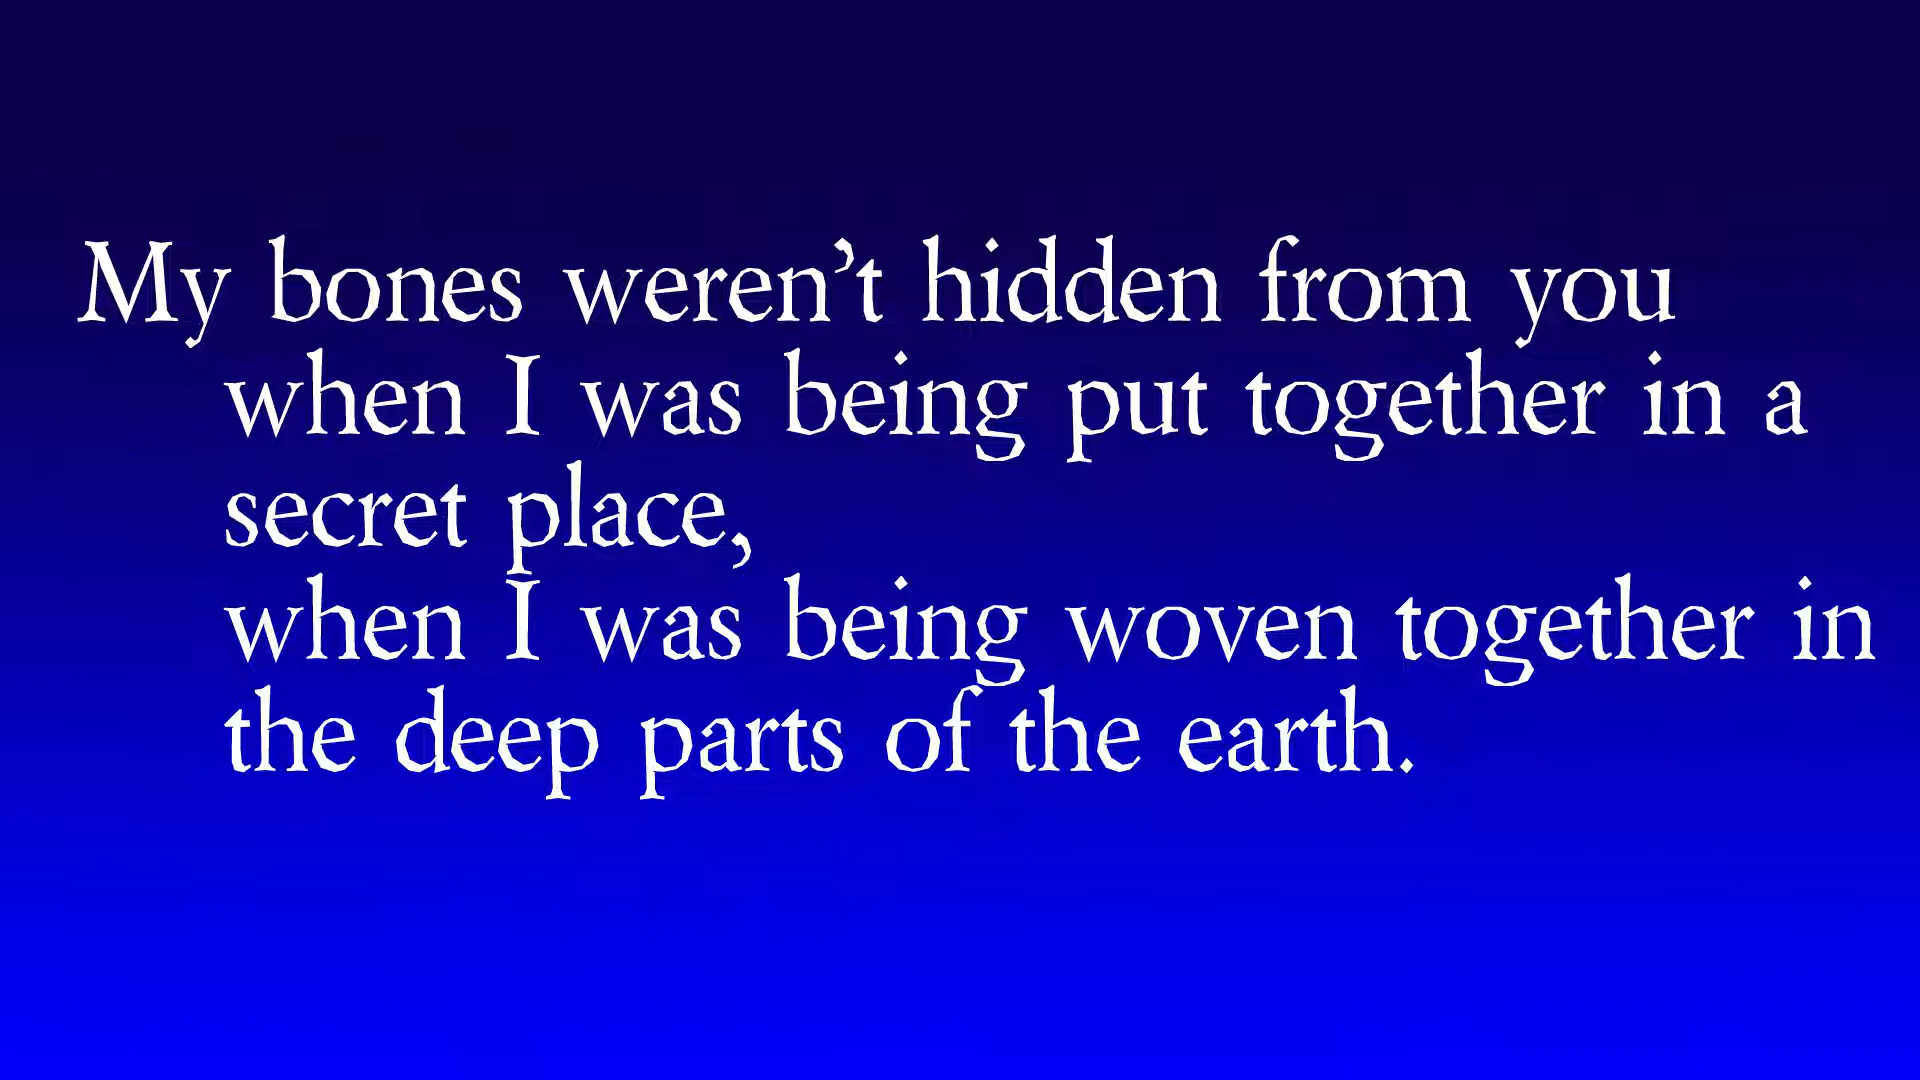 My bones weren’t hidden from you
when I was being put together in a
secret place,
when I was being woven together in
the deep parts of the earth.